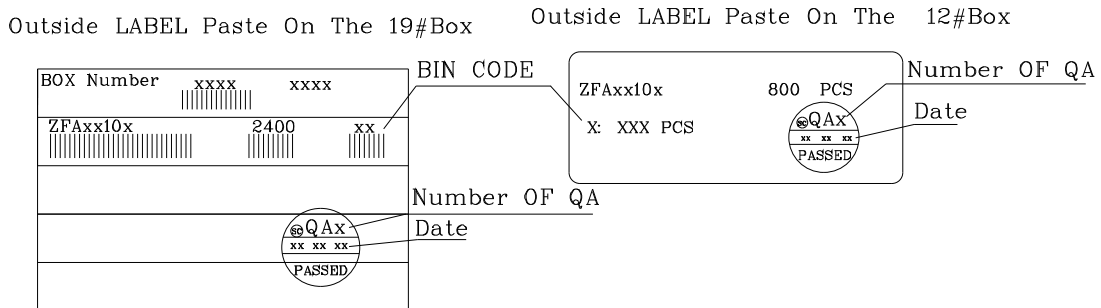 Outside LABEL Paste On The 19#Box
Outside LABEL Paste On The 12#Box
BOX Number xxxx xxxx
BIN CODE
ZFAxx10x 2400 xx
ZFAxx10x 800 PCS
X: XXX PCS
Number OF QA
Date
SC QAx
xx xx xx
PASSED
Number OF QA
Date
SC QAx
xx xx xx
PASSED